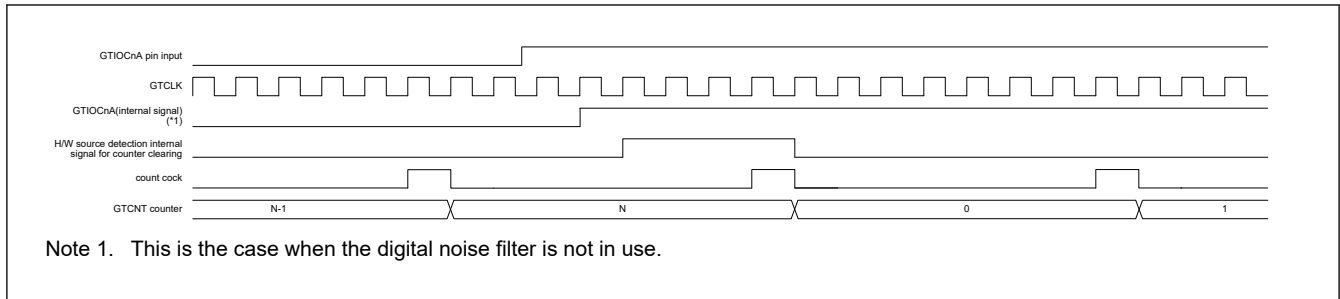 GTIOCnA pin input
GTCLK
GTIOCnA(internal signal)
(*1)
H/W source detection internal
signal for counter clearing
count cock
GTCNT counter
N-1
N
0
1
Note 1. This is the case when the digital noise filter is not in use.